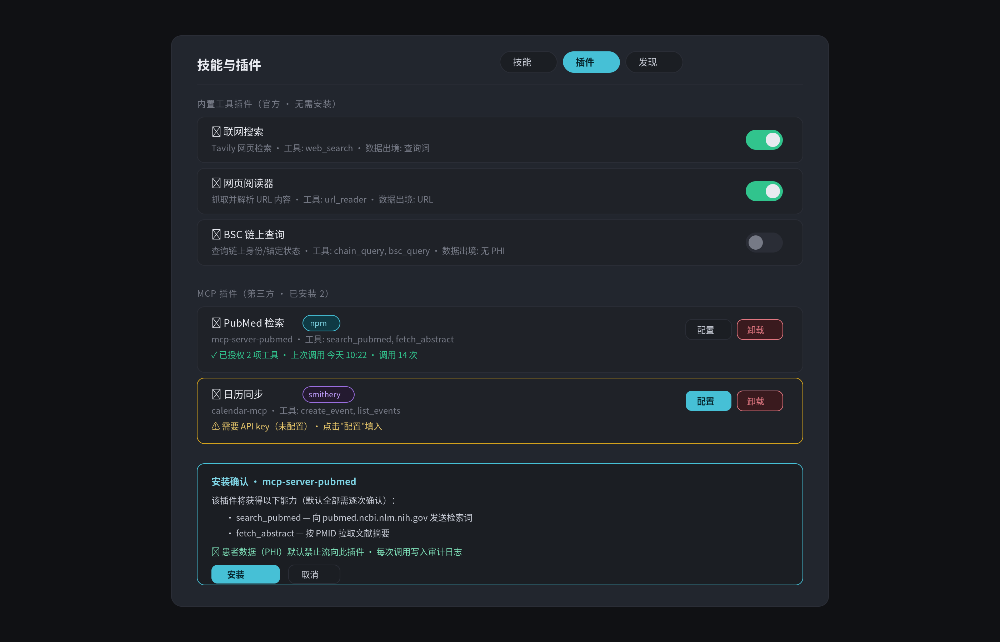 技能与插件
技能
插件
发现
内置工具插件（官方 · 无需安装）
联网搜索
Tavily 网页检索 · 工具: web_search · 数据出境: 查询词
网页阅读器
抓取并解析 URL 内容 · 工具: url_reader · 数据出境: URL
BSC 链上查询
查询链上身份/锚定状态 · 工具: chain_query, bsc_query · 数据出境: 无 PHI
MCP 插件（第三方 · 已安装 2）
PubMed 检索
npm
配置
卸载
mcp-server-pubmed · 工具: search_pubmed, fetch_abstract
✓ 已授权 2 项工具 · 上次调用 今天 10:22 · 调用 14 次
日历同步
smithery
配置
卸载
calendar-mcp · 工具: create_event, list_events
⚠ 需要 API key（未配置） · 点击"配置"填入
安装确认 · mcp-server-pubmed
该插件将获得以下能力（默认全部需逐次确认）：
· search_pubmed — 向 pubmed.ncbi.nlm.nih.gov 发送检索词
· fetch_abstract — 按 PMID 拉取文献摘要
患者数据（PHI）默认禁止流向此插件 · 每次调用写入审计日志
安装
取消